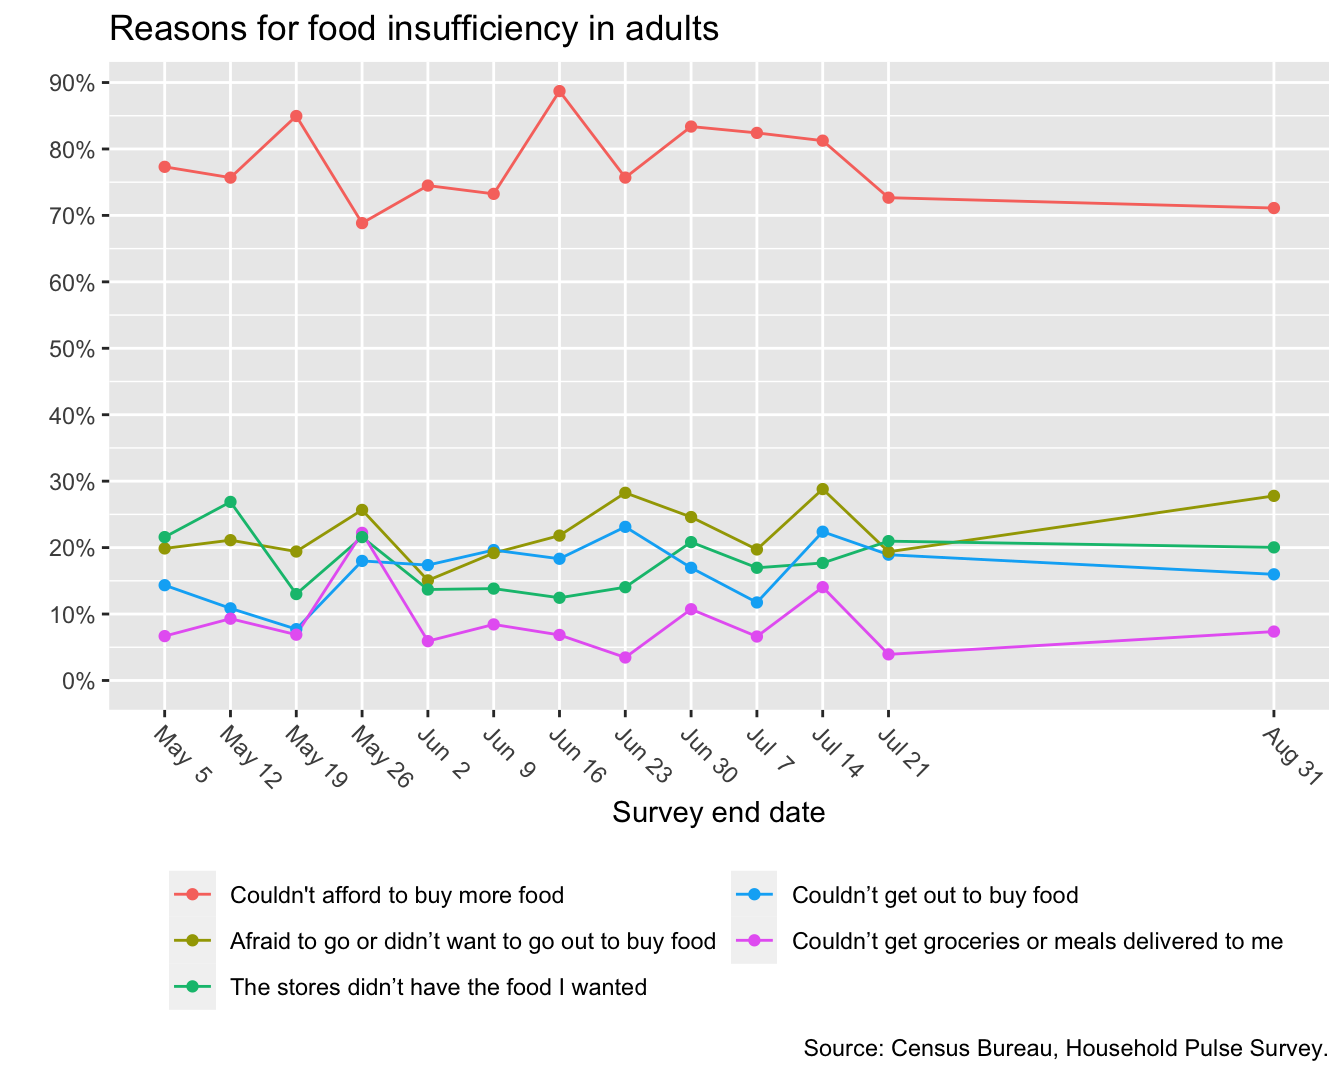 Reasons for food insufficiency in adults
90%
80%
70%
60%
50%
40%
30%
20%
10%
0%
May 5
May 12
May 19
May 26
Jun 2
Jun 9
Jun 16
Jun 23
Jun 30
Jul 7
Jul 14
Jul 21
Aug 31
Survey end date
Couldn't afford to buy more food
Afraid to go or didn’t want to go out to buy food
The stores didn’t have the food I wanted
Couldn’t get out to buy food
Couldn’t get groceries or meals delivered to me
Source: Census Bureau, Household Pulse Survey.